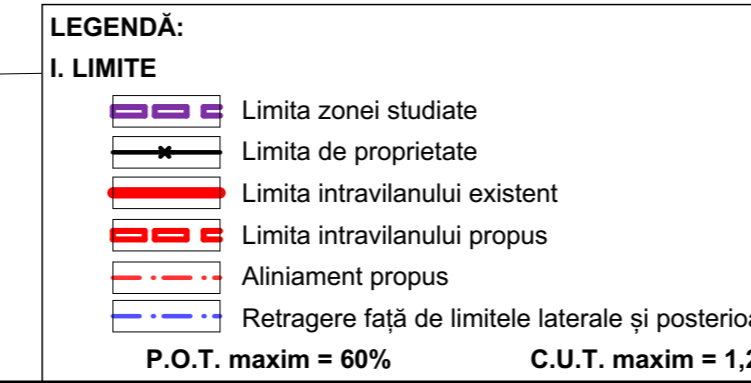 LEGENDĂ:
I. LIMITE
Limita zonei studiate
Limita de proprietate
Limita intravilanului existent
Limita intravilanului propus
Aliniament propus
Retragere față de limitele laterale și
P.O.T. maxim = 60% C.U.T. maxim =